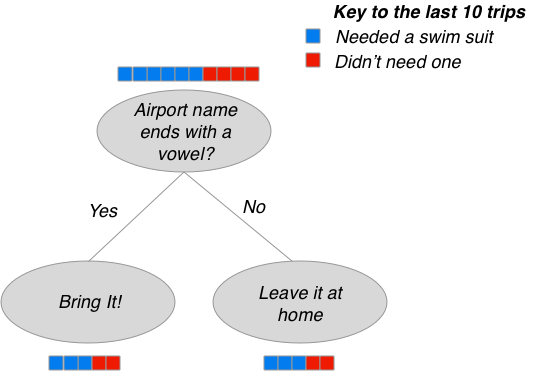 Key to the last 10 trips
Needed a swim suit
Didn't need one
Airport name
ends with a
vowel?
Yes
No
Bring It!
Leave it at
home